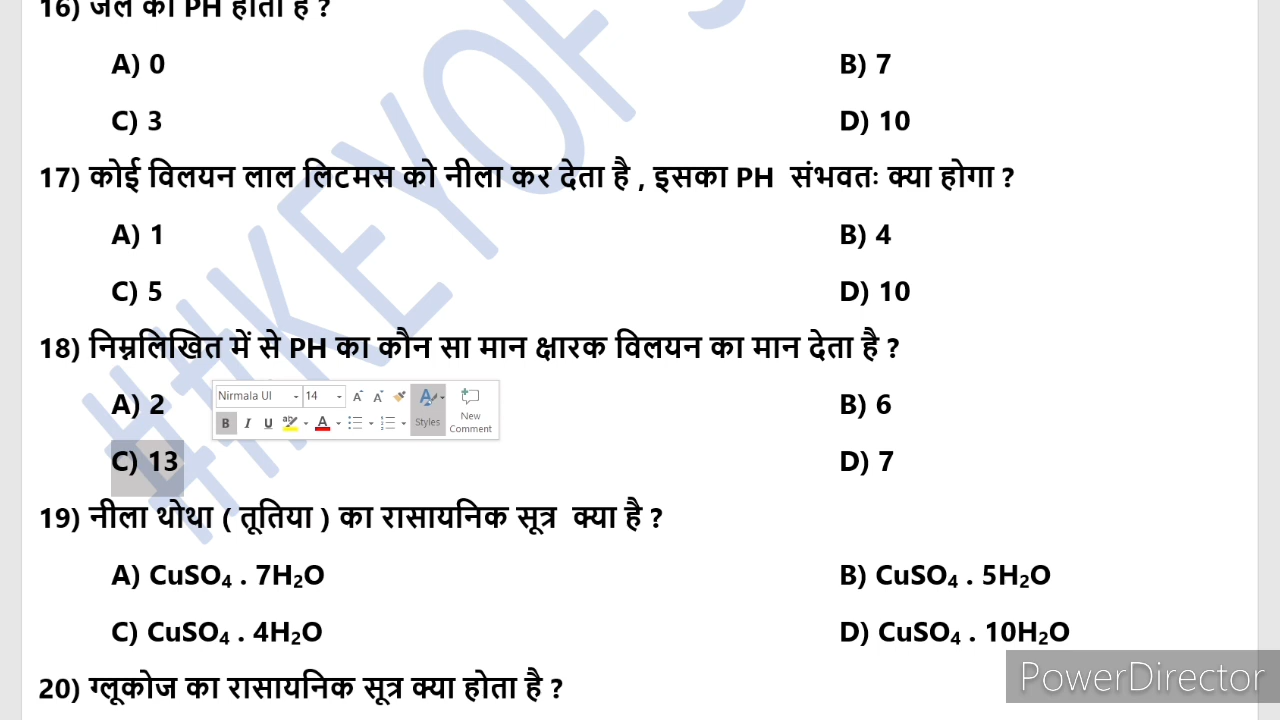 16) जल का PH होता है ?
A) 0 B) 7
C) 3 D) 10
17) कोई विलयन लाल लिटमस को नीला कर देता है , इसका PH संभवतः क्या होगा ?
A) 1 B) 4
C) 5 D) 10
18) निम्नलिखित में से PH का कौन सा मान क्षारक विलयन का मान देता है ?
Nirmala UI 14 A A A
B I U ab A Styles New Comment
A) 2 B) 6
C) 13 D) 7
19) नीला थोथा ( तूतिया ) का रासायनिक सूत्र क्या है ?
A) CuSO₄ . 7H₂O B) CuSO₄ . 5H₂O
C) CuSO₄ . 4H₂O D) CuSO₄ . 10H₂O
20) ग्लूकोज का रासायनिक सूत्र क्या होता है ?
PowerDirector
##KEYOF